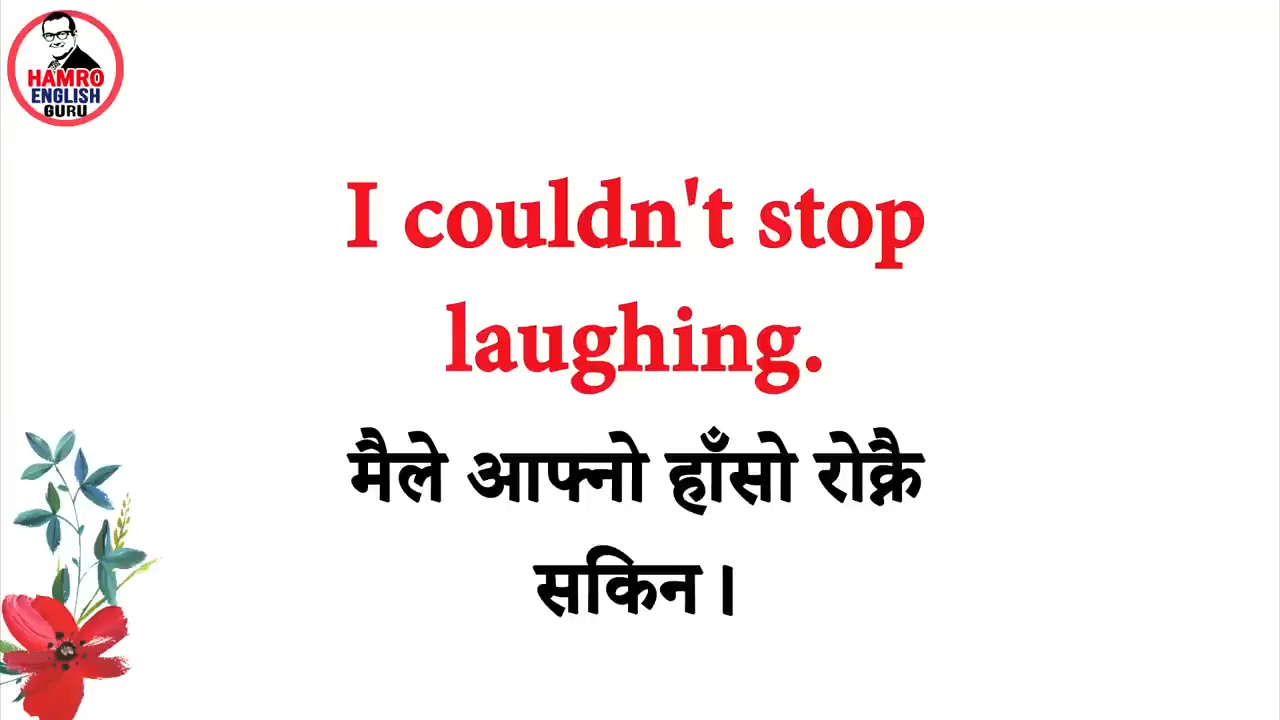 HAMRO
ENGLISH
GURU
I couldn't stop
laughing.
मैले आफ्नो हाँसो रोक्नै
सकिन।